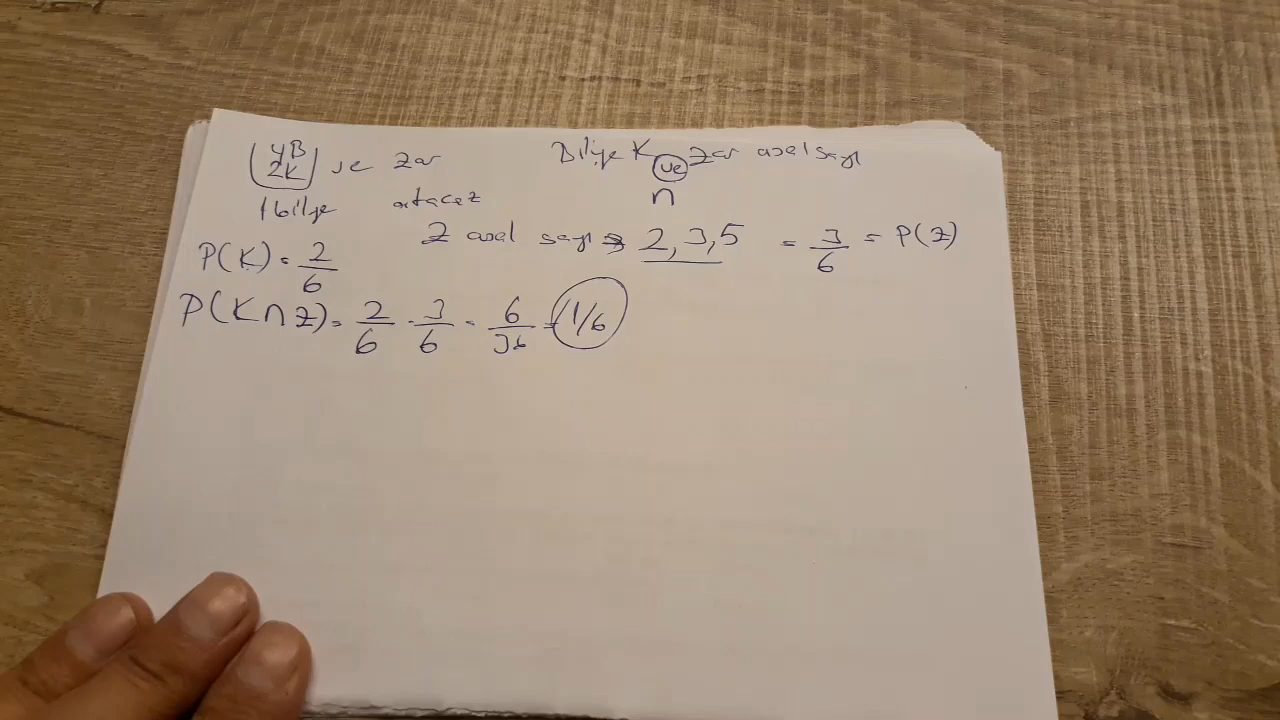 4B ve zar Bilye K ve zar asal sayı
2K
1 bilye atacaz ∩
Z asal sayı → 2, 3, 5 = 3/6 = P(Z)
P(K) = 2/6
P(K∩Z) = 2/6 · 3/6 = 6/36 = 1/6